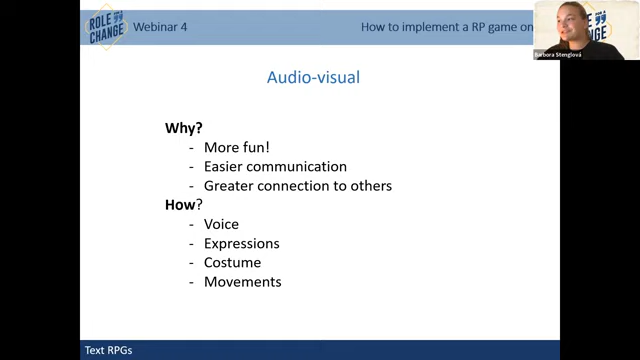 ROLE FOR A CHANGE
Webinar 4
How to implement a RP game on
Barbora Stenglová
Audio-visual
Why?
- More fun!
- Easier communication
- Greater connection to others
How?
- Voice
- Expressions
- Costume
- Movements
Text RPGs